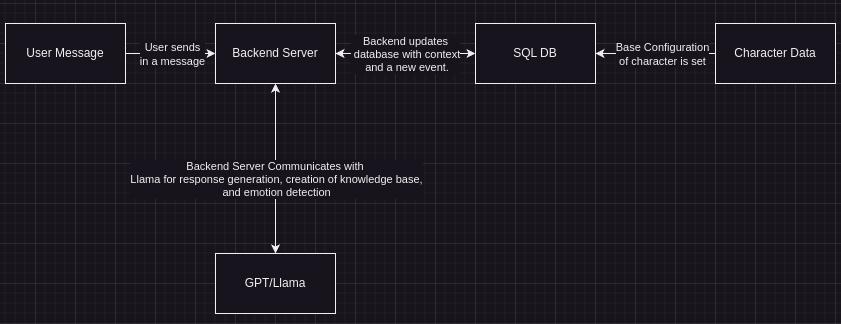 User Message
User sends
in a message
Backend Server
Backend updates
database with context
and a new event.
SQL DB
Base Configuration
of character is set
Character Data
Backend Server Communicates with
Llama for response generation, creation of knowledge base,
and emotion detection
GPT/Llama